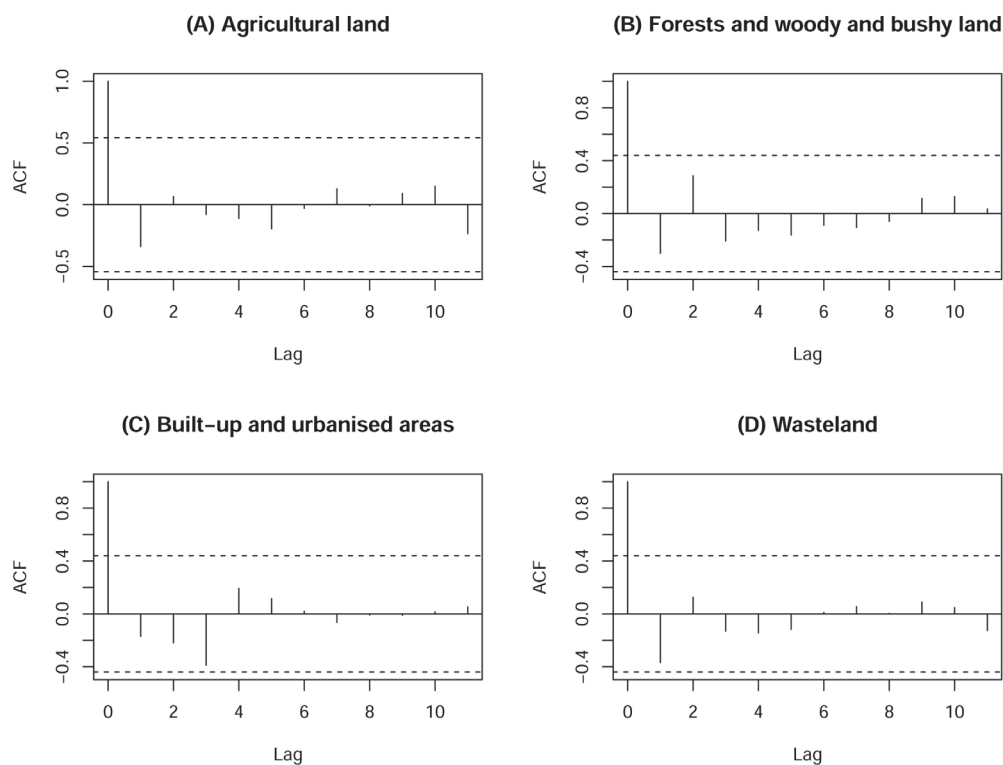 (A) Agricultural land
ACF
1.0
0.5
0.0
−0.5
0 2 4 6 8 10
Lag
(B) Forests and woody and bushy land
ACF
0.8
0.4
0.0
−0.4
0 2 4 6 8 10
Lag
(C) Built−up and urbanised areas
ACF
0.8
0.4
0.0
−0.4
0 2 4 6 8 10
Lag
(D) Wasteland
ACF
0.8
0.4
0.0
−0.4
0 2 4 6 8 10
Lag